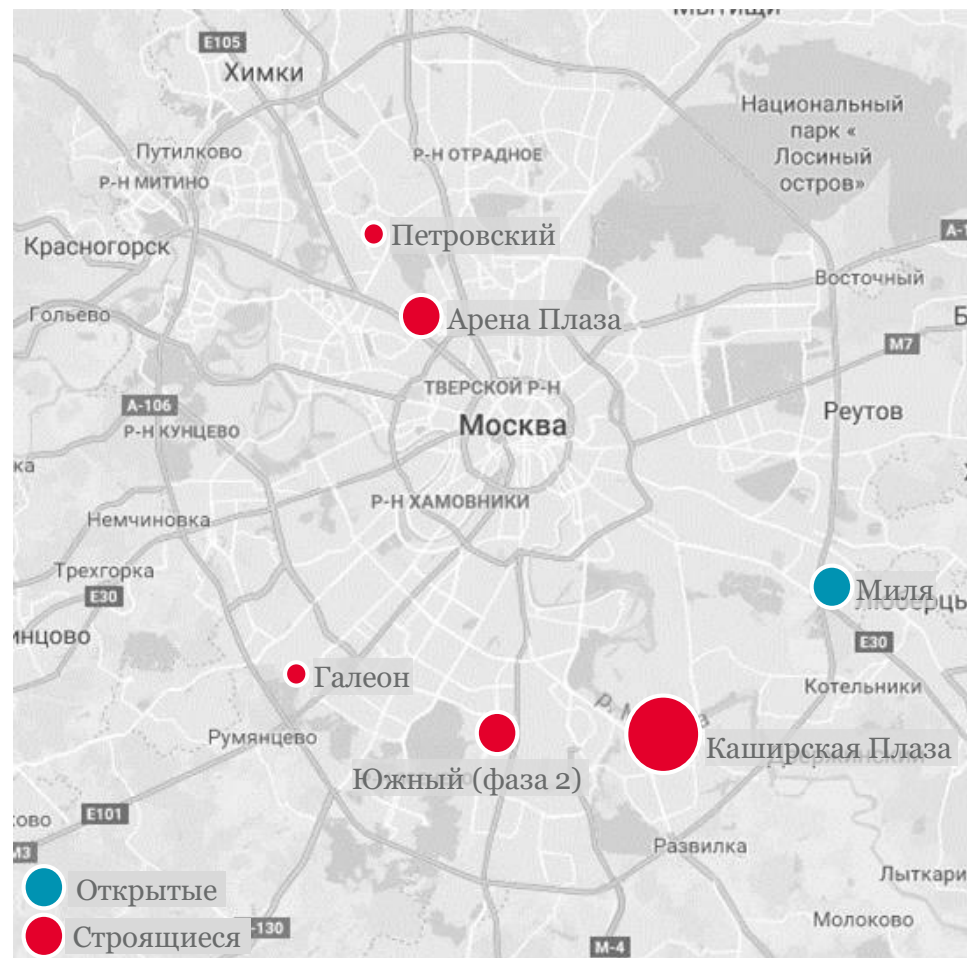 E105
Химки
Национальный
парк «
Лосиный
остров»
Путилково
Р-Н ОТРАДНОЕ
Р-Н МИТИНО
Петровский
Красногорск
Восточный
Гольево
Арена Плаза
M7
ТВЕРСКОЙ Р-Н
A-106
Москва
Реутов
Р-Н КУНЦЕВО
Р-Н ХАМОВНИКИ
Немчиновка
Трехгорка
Миля
E30
E30
Галеон
Котельники
Румянцево
Каширская Плаза
Южный (фаза 2)
E101
Развилка
Лыткари
Открытые
Молоково
Строящиеся
-130
M-4